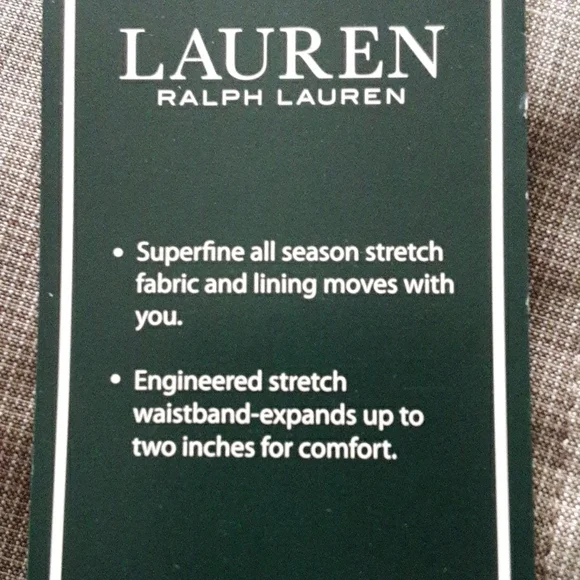 LAUREN
RALPH LAUREN
• Superfine all season stretch
fabric and lining moves with
you.
• Engineered stretch
waistband-expands up to
two inches for comfort.